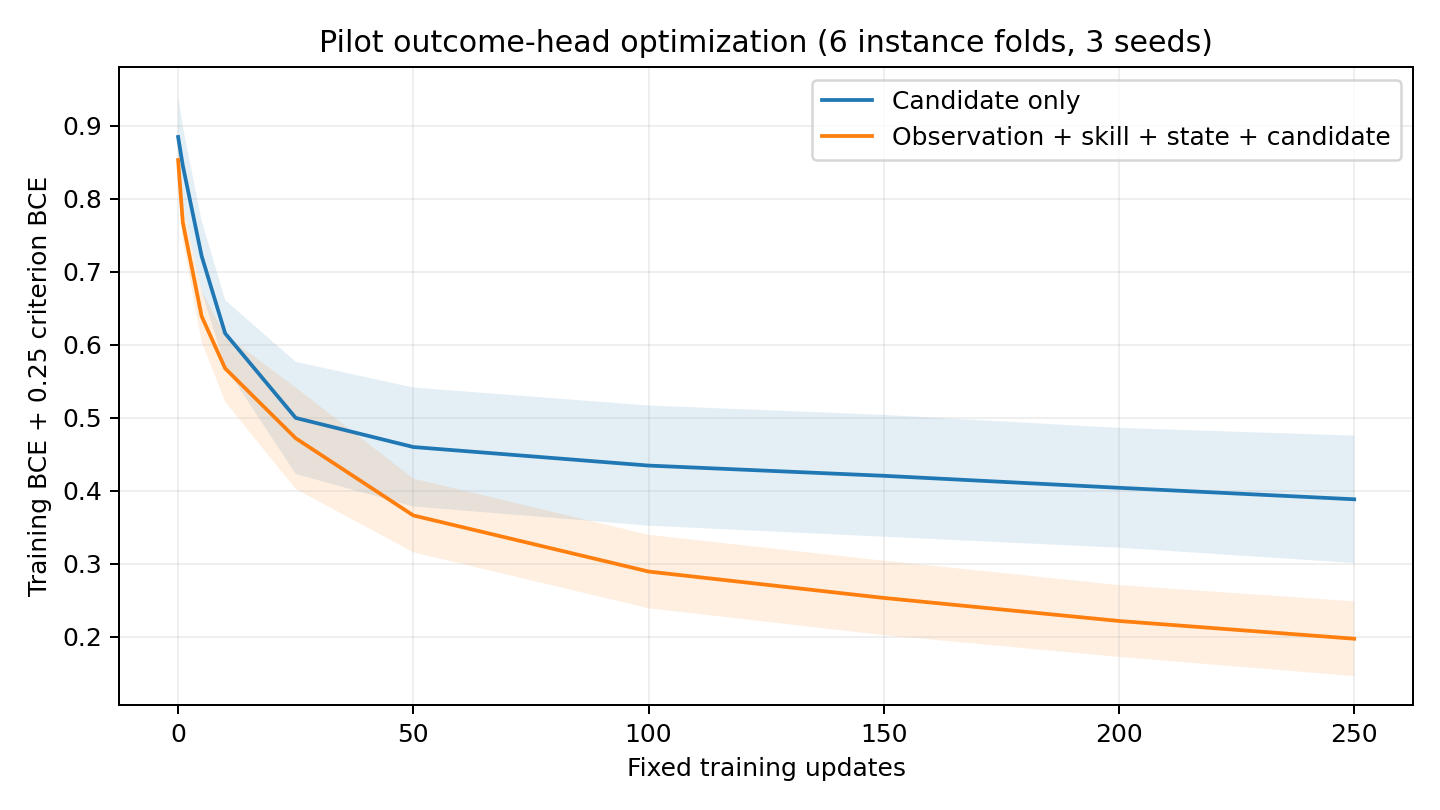 Pilot outcome-head optimization (6 instance folds, 3 seeds)
Candidate only
Observation + skill + state + candidate
Training BCE + 0.25 criterion BCE
0.9
0.8
0.7
0.6
0.5
0.4
0.3
0.2
0 50 100 150 200 250
Fixed training updates